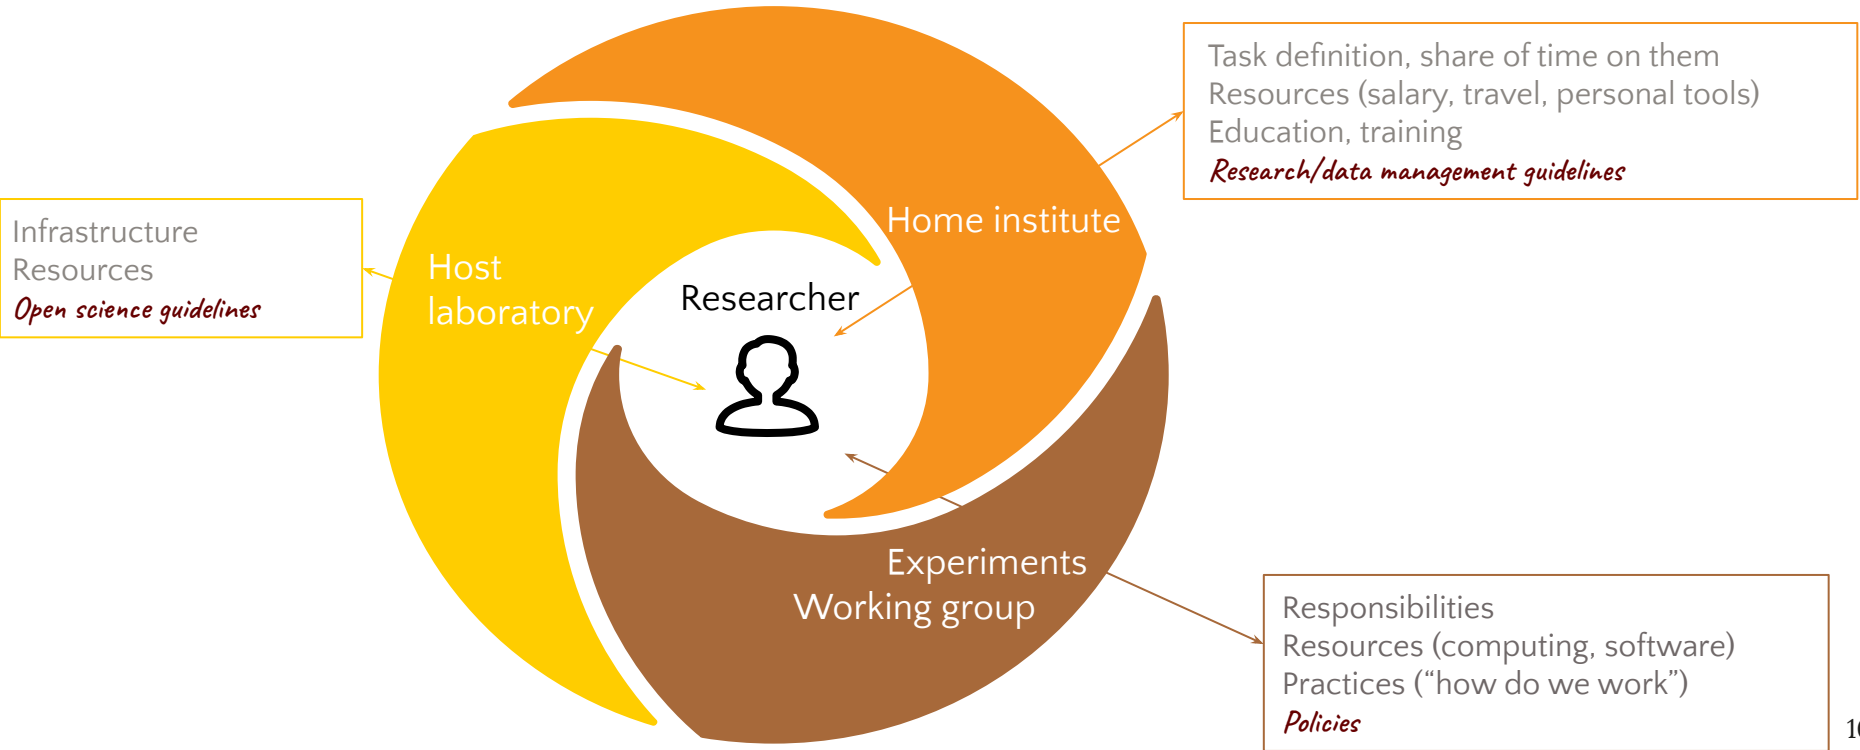 Task definition, share of time on them
Resources (salary, travel, personal tools)
Education, training
Research/data management guidelines
Home institute
Infrastructure
Resources
Open science guidelines
Host
laboratory
Researcher
Experiments
Working group
Responsibilities
Resources (computing, software)
Practices (“how do we work”)
Policies